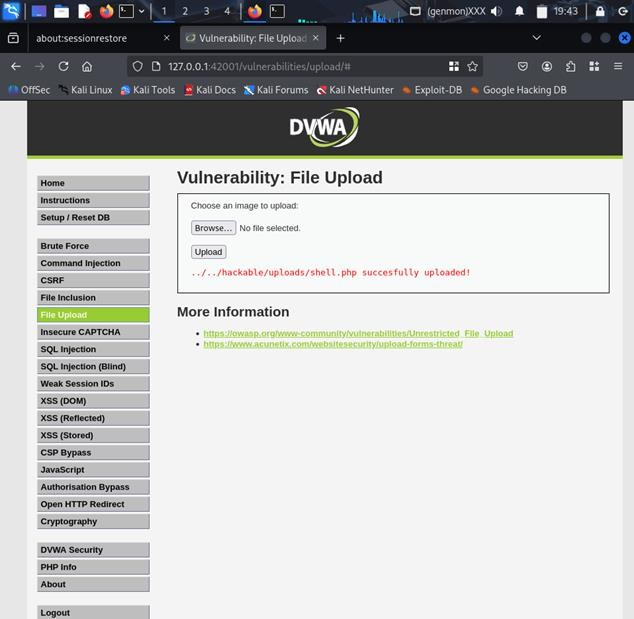 1 2 3 4 (genmon)XXX 19:43
about:sessionrestore × Vulnerability: File Upload × +
127.0.0.1:42001/vulnerabilities/upload/#
OffSec Kali Linux Kali Tools Kali Docs Kali Forums Kali NetHunter Exploit-DB Google Hacking DB
DVWA
Home
Instructions
Setup / Reset DB
Brute Force
Command Injection
CSRF
File Inclusion
File Upload
Insecure CAPTCHA
SQL Injection
SQL Injection (Blind)
Weak Session IDs
XSS (DOM)
XSS (Reflected)
XSS (Stored)
CSP Bypass
JavaScript
Authorisation Bypass
Open HTTP Redirect
Cryptography
DVWA Security
PHP Info
About
Logout
Vulnerability: File Upload
Choose an image to upload:
Browse... No file selected.
Upload
../../hackable/uploads/shell.php succesfully uploaded!
More Information
• https://owasp.org/www-community/vulnerabilities/Unrestricted_File_Upload
• https://www.acunetix.com/websitesecurity/upload-forms-threat/